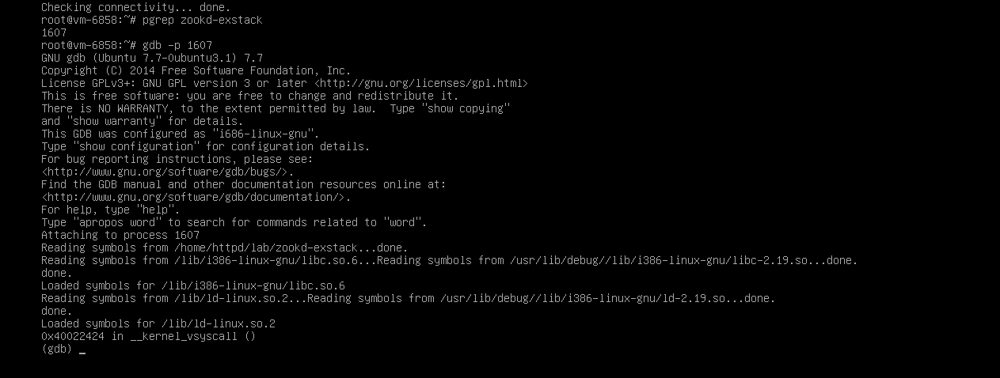 Checking connectivity... done.
root@vm-6858:~# pgrep zookd-exstack
1607
root@vm-6858:~# gdb -p 1607
GNU gdb (Ubuntu 7.7-0ubuntu3.1) 7.7
Copyright (C) 2014 Free Software Foundation, Inc.
License GPLv3+: GNU GPL version 3 or later <http://gnu.org/licenses/gpl.html>
This is free software: you are free to change and redistribute it.
There is NO WARRANTY, to the extent permitted by law.  Type "show copying"
and "show warranty" for details.
This GDB was configured as "i686-linux-gnu".
Type "show configuration" for configuration details.
For bug reporting instructions, please see:
<http://www.gnu.org/software/gdb/bugs/>.
Find the GDB manual and other documentation resources online at:
<http://www.gnu.org/software/gdb/documentation/>.
For help, type "help".
Type "apropos word" to search for commands related to "word".
Attaching to process 1607
Reading symbols from /home/httpd/lab/zookd-exstack...done.
Reading symbols from /lib/i386-linux-gnu/libc.so.6...Reading symbols from /usr/lib/debug//lib/i386-linux-gnu/libc-2.19.so...done.
done.
Loaded symbols for /lib/i386-linux-gnu/libc.so.6
Reading symbols from /lib/ld-linux.so.2...Reading symbols from /usr/lib/debug//lib/i386-linux-gnu/ld-2.19.so...done.
done.
Loaded symbols for /lib/ld-linux.so.2
0x40022424 in __kernel_vsyscall ()
(gdb) _